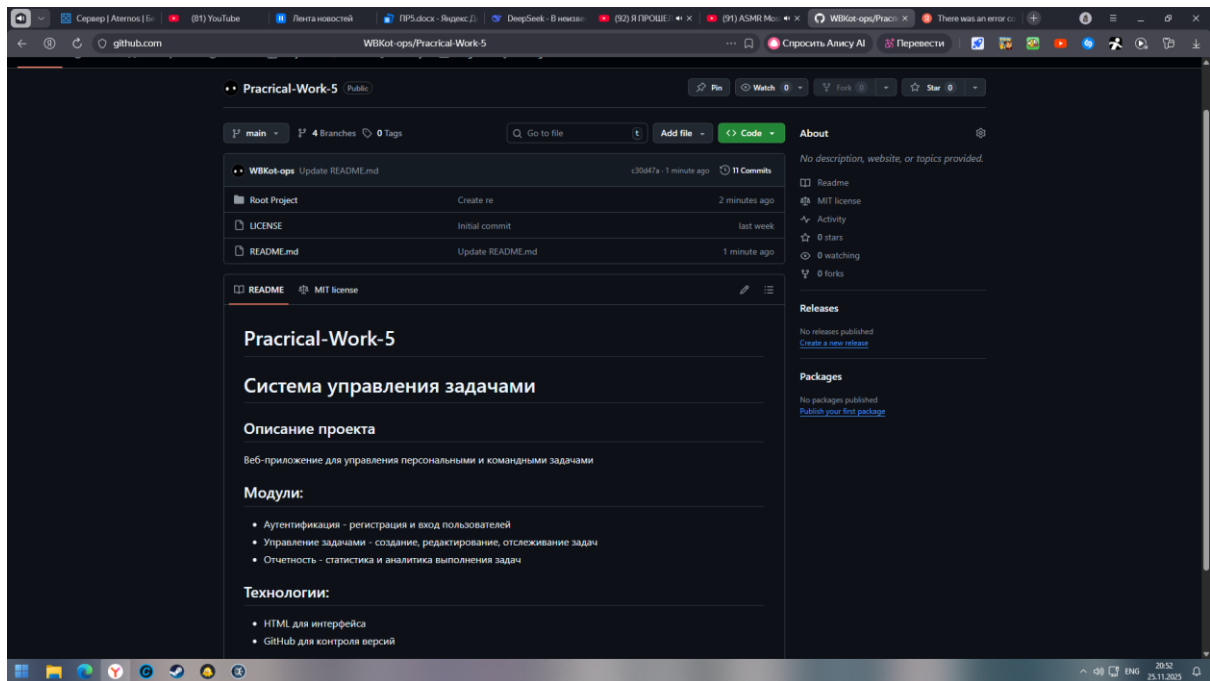 Сервер | Aternos | Бе
(81) YouTube
Лента новостей
ПР5.docx - Яндекс Д
DeepSeek - В неизве
(92) Я ПРОШЕЛ
(91) ASMR Mos
WBKot-ops/Pracri
There was an error co
github.com
WBKot-ops/Pracrical-Work-5
Спросить Алису AI
Перевести
Pracrical-Work-5 Public
Pin
Watch 0
Fork 0
Star 0
main
4 Branches
0 Tags
Go to file
t
Add file
Code
WBKot-ops Update README.md
c30d47a · 1 minute ago
11 Commits
Root Project Create re 2 minutes ago
LICENSE Initial commit last week
README.md Update README.md 1 minute ago
README
MIT license
Pracrical-Work-5
Система управления задачами
Описание проекта
Веб-приложение для управления персональными и командными задачами
Модули:
Аутентификация - регистрация и вход пользователей
Управление задачами - создание, редактирование, отслеживание задач
Отчетность - статистика и аналитика выполнения задач
Технологии:
HTML для интерфейса
GitHub для контроля версий
About
No description, website, or topics provided.
Readme
MIT license
Activity
0 stars
0 watching
0 forks
Releases
No releases published
Create a new release
Packages
No packages published
Publish your first package
ENG
20:52
25.11.2025